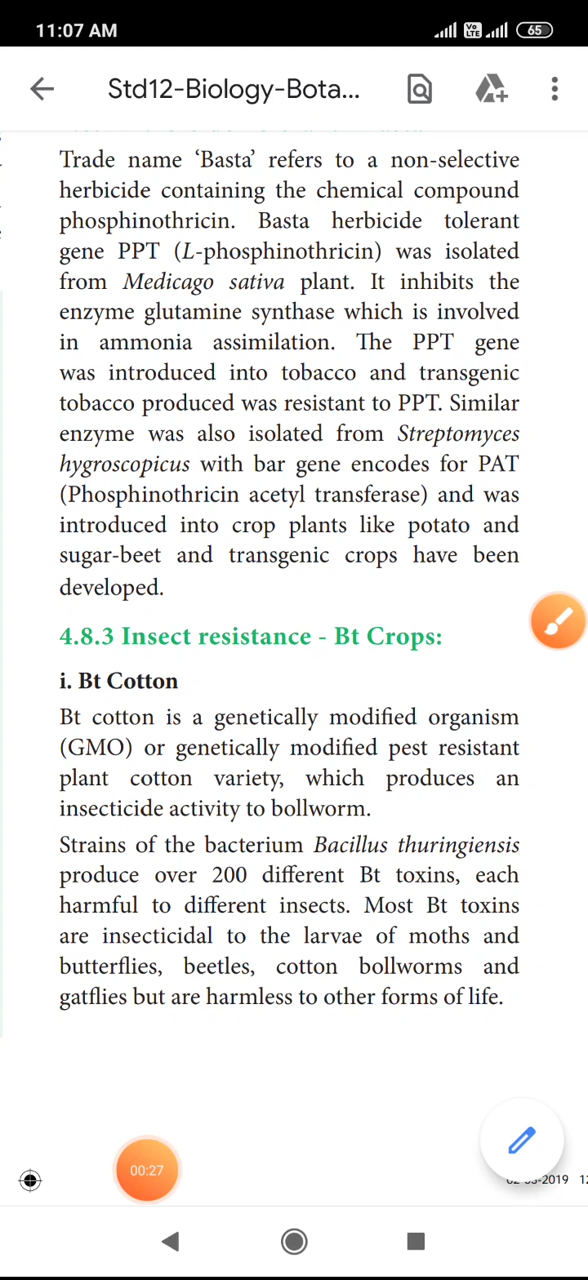 11:07 AM
Vo LTE
65
Std12-Biology-Bota...
Trade name ‘Basta’ refers to a non-selective
herbicide containing the chemical compound
phosphinothricin. Basta herbicide tolerant
gene PPT (L-phosphinothricin) was isolated
from Medicago sativa plant. It inhibits the
enzyme glutamine synthase which is involved
in ammonia assimilation. The PPT gene
was introduced into tobacco and transgenic
tobacco produced was resistant to PPT. Similar
enzyme was also isolated from Streptomyces
hygroscopicus with bar gene encodes for PAT
(Phosphinothricin acetyl transferase) and was
introduced into crop plants like potato and
sugar-beet and transgenic crops have been
developed.
4.8.3 Insect resistance - Bt Crops:
i. Bt Cotton
Bt cotton is a genetically modified organism
(GMO) or genetically modified pest resistant
plant cotton variety, which produces an
insecticide activity to bollworm.
Strains of the bacterium Bacillus thuringiensis
produce over 200 different Bt toxins, each
harmful to different insects. Most Bt toxins
are insecticidal to the larvae of moths and
butterflies, beetles, cotton bollworms and
gatflies but are harmless to other forms of life.
00:27